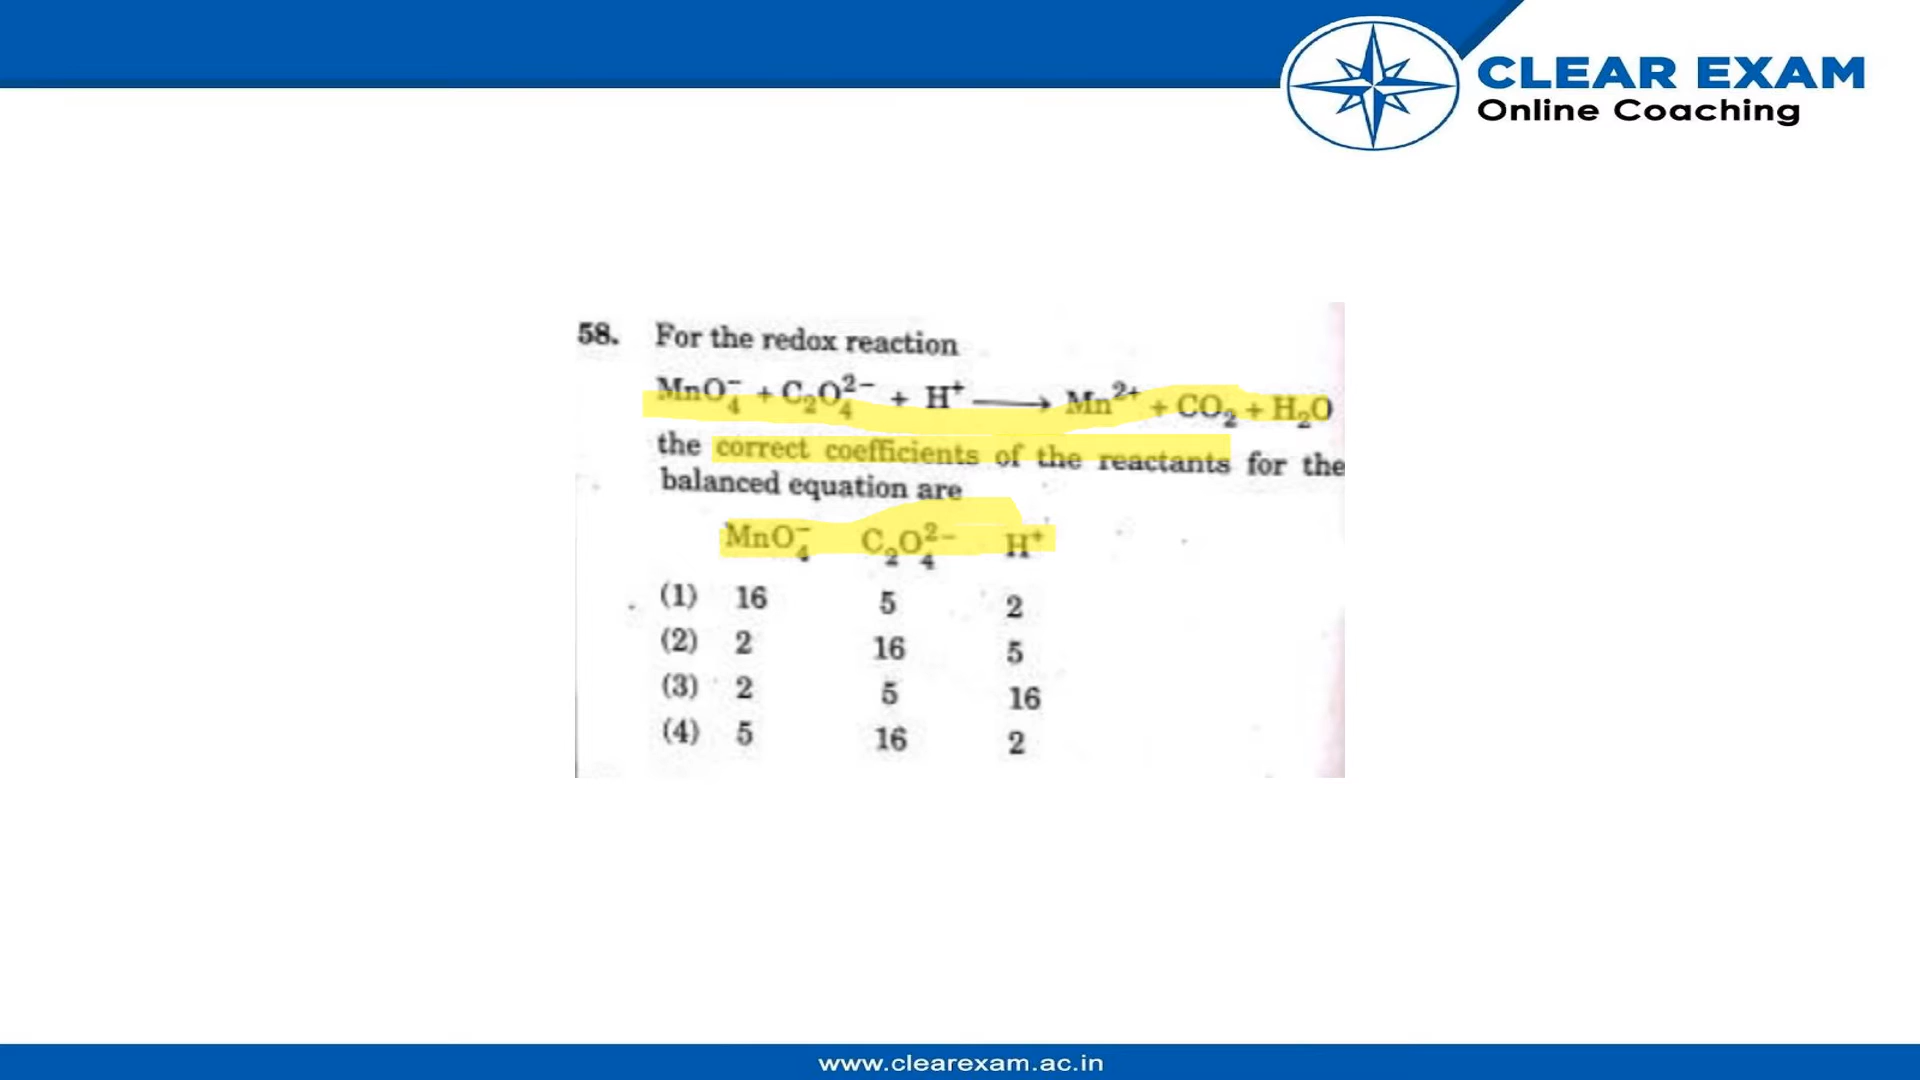 CLEAR EXAM
Online Coaching
58. For the redox reaction
MnO₄⁻ + C₂O₄²⁻ + H⁺ ⟶ Mn²⁺ + CO₂ + H₂O
the correct coefficients of the reactants for the
balanced equation are
MnO₄⁻ C₂O₄²⁻ H⁺
(1) 16 5 2
(2) 2 16 5
(3) 2 5 16
(4) 5 16 2
www.clearexam.ac.in